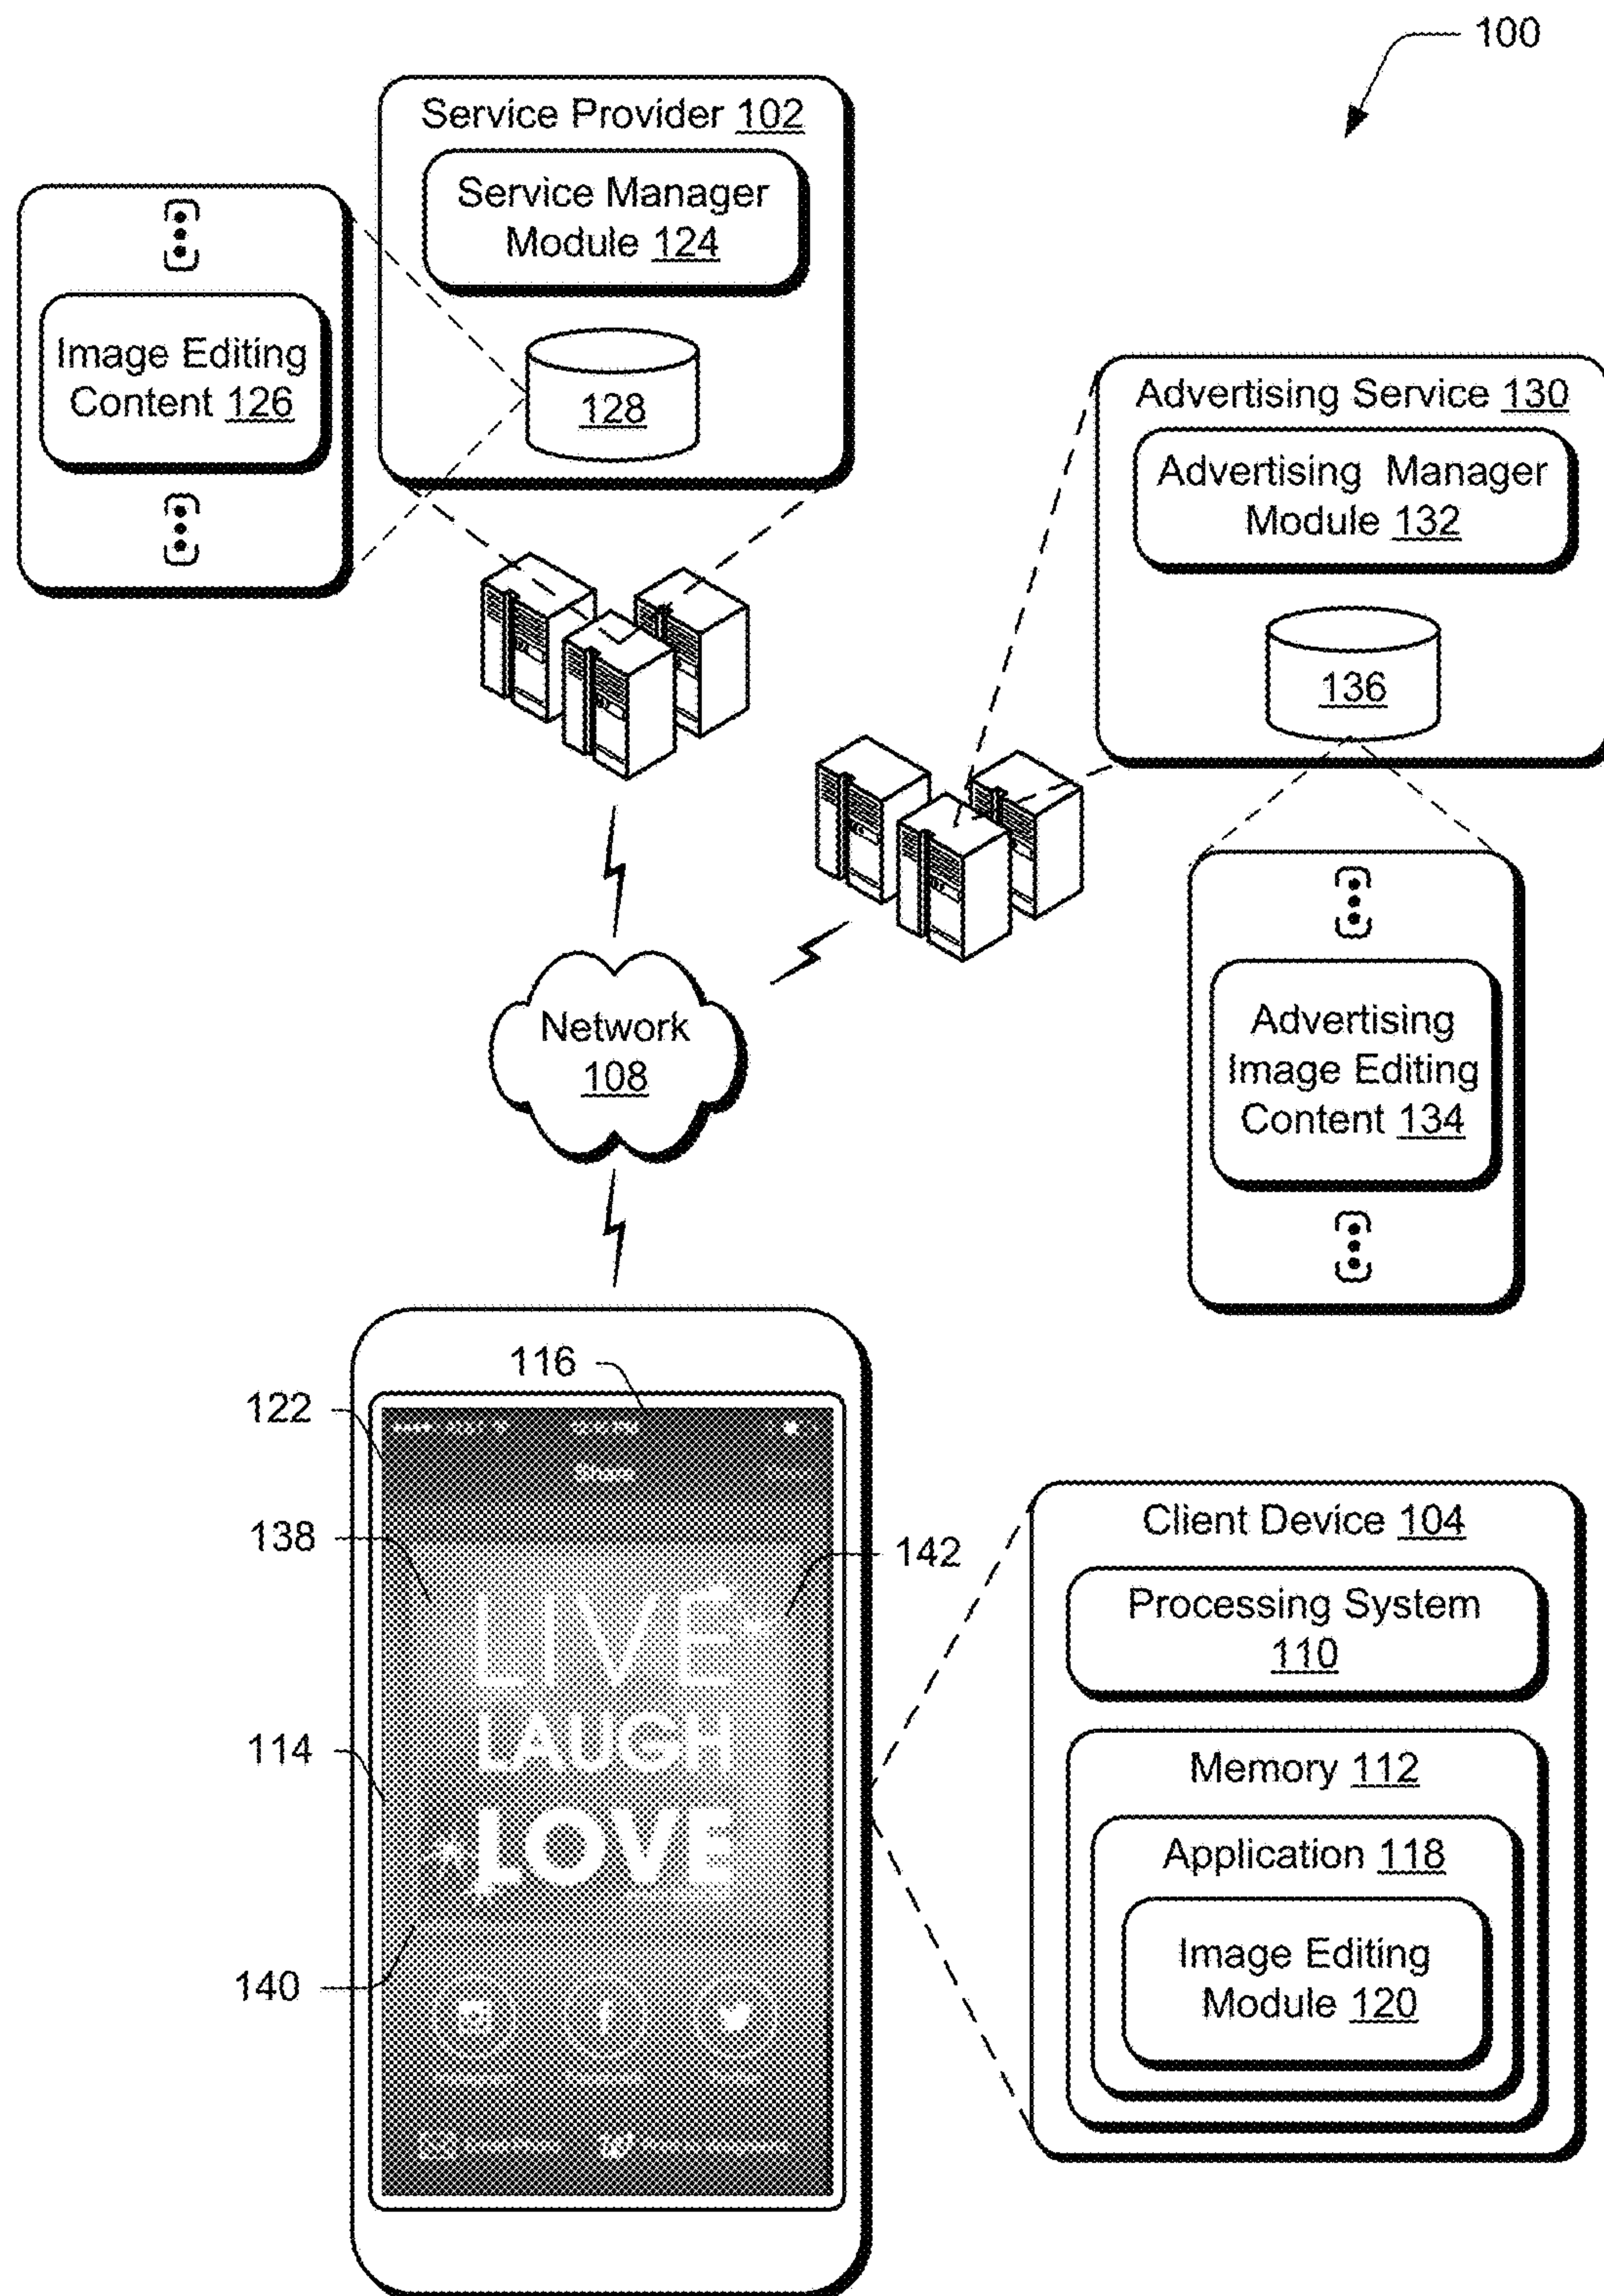 100
Service Provider 102
Service Manager
Module 124
Image Editing
Content 126
128
Advertising Service 130
Advertising Manager
Module 132
136
Advertising
Image Editing
Content 134
Network
108
116
122
Share
138
142
LIVE
LAUGH
LOVE
114
140
Client Device 104
Processing System
110
Memory 112
Application 118
Image Editing
Module 120